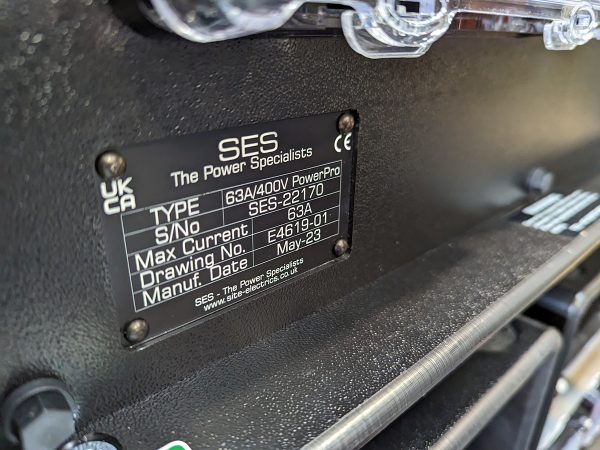 SES
The Power Specialists
UK
CA
CE
TYPE 63A/400V PowerPro
S/No SES-22170
Max Current 63A
Drawing No. E4619-01
Manuf. Date May-23
SES - The Power Specialists
www.site-electrics.co.uk